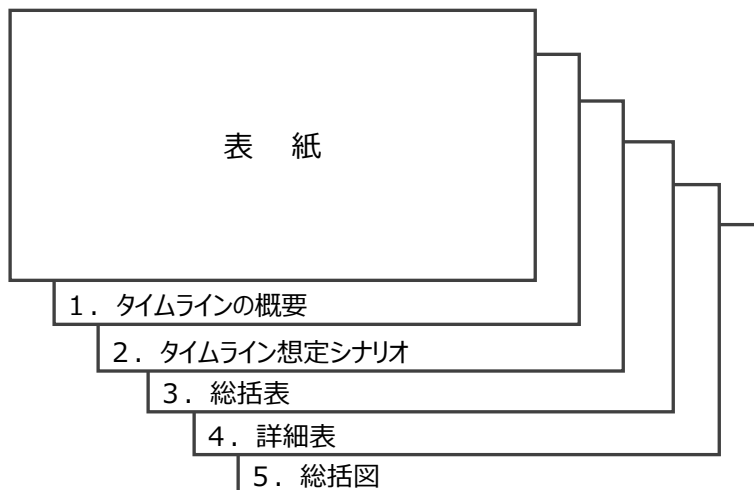 表 紙
1. タイムラインの概要
2. タイムライン想定シナリオ
3. 総括表
4. 詳細表
5. 総括図